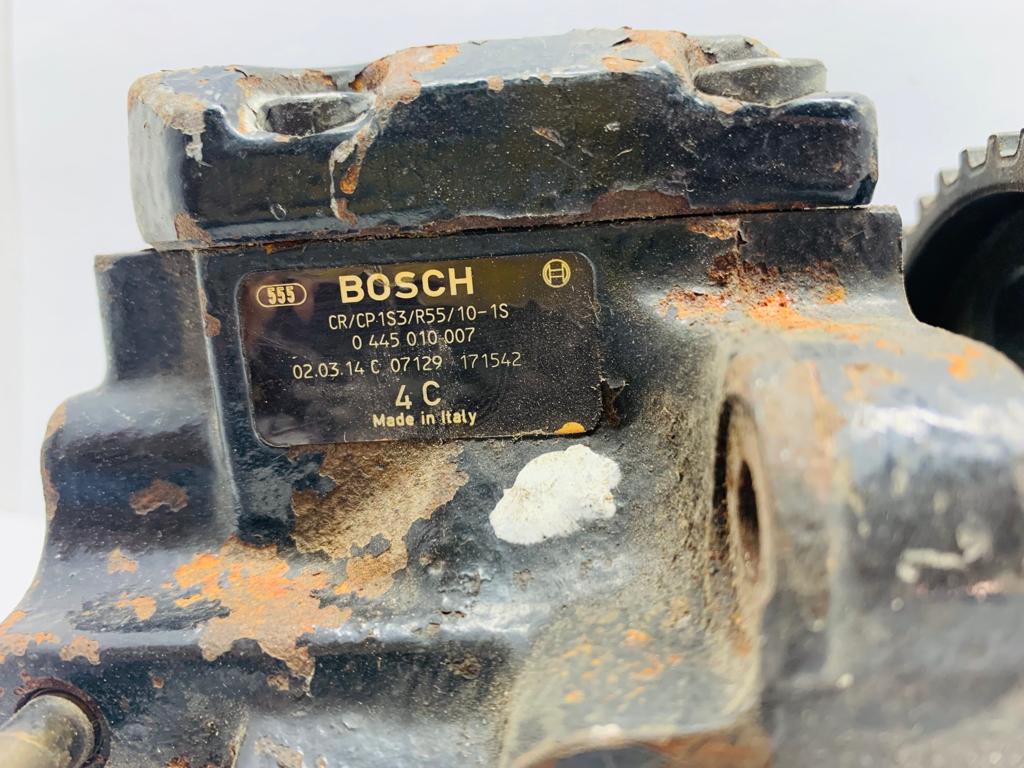 555 BOSCH
CR/CP1S3/R55/10-1S
0 445 010 007
02.03.14 C 07129 171542
4 C
Made in Italy